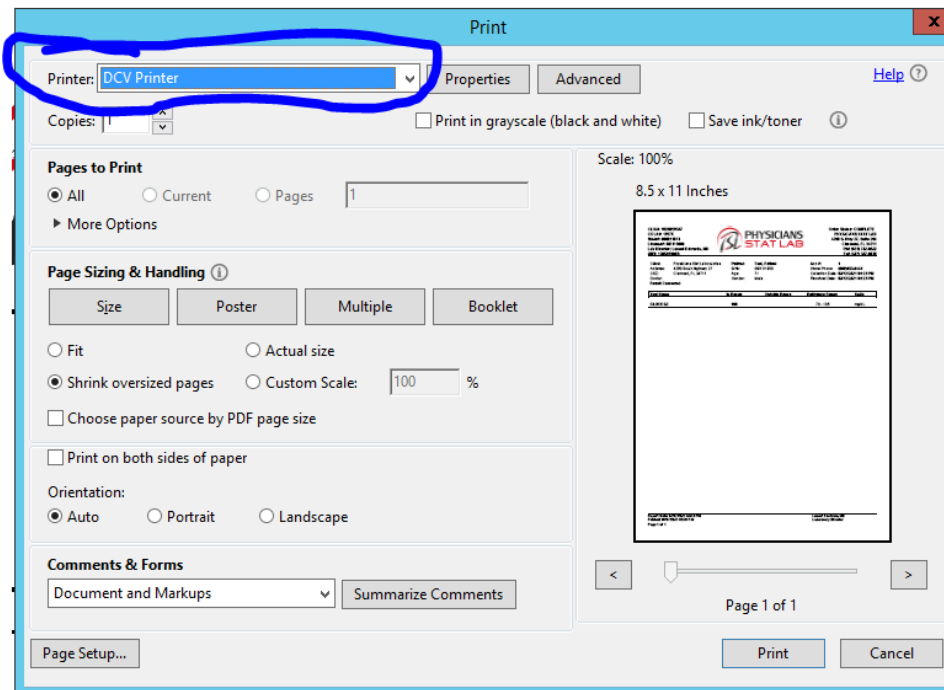 Print
x
Printer: DCV Printer Properties Advanced Help ?
Copies: 1 Print in grayscale (black and white) Save ink/toner i
Pages to Print
All Current Pages 1
More Options
Page Sizing & Handling i
Size Poster Multiple Booklet
Fit Actual size
Shrink oversized pages Custom Scale: 100 %
Choose paper source by PDF page size
Print on both sides of paper
Orientation:
Auto Portrait Landscape
Comments & Forms
Document and Markups Summarize Comments
Scale: 100%
8.5 x 11 Inches
PHYSICIANS
STAT LAB
< >
Page 1 of 1
Page Setup... Print Cancel